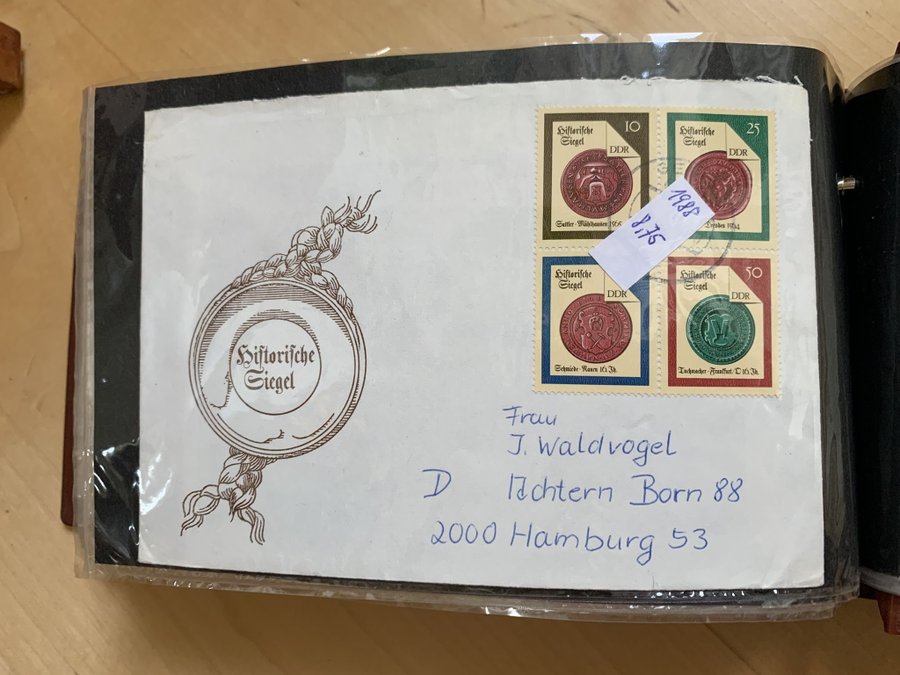 Historische
Siegel
10
DDR
Sattler · Mühlhausen
Historische
Siegel
25
DDR
Dresden 1564
1988
8,75
Historische
Siegel
DDR
Schmiede · Nauen 16. Jh.
Historische
Siegel
50
DDR
Tuchmacher · Frankfurt/O 16. Jh.
Historische
Siegel
Frau
J. Waldvogel
D Achtern Born 88
2000 Hamburg 53